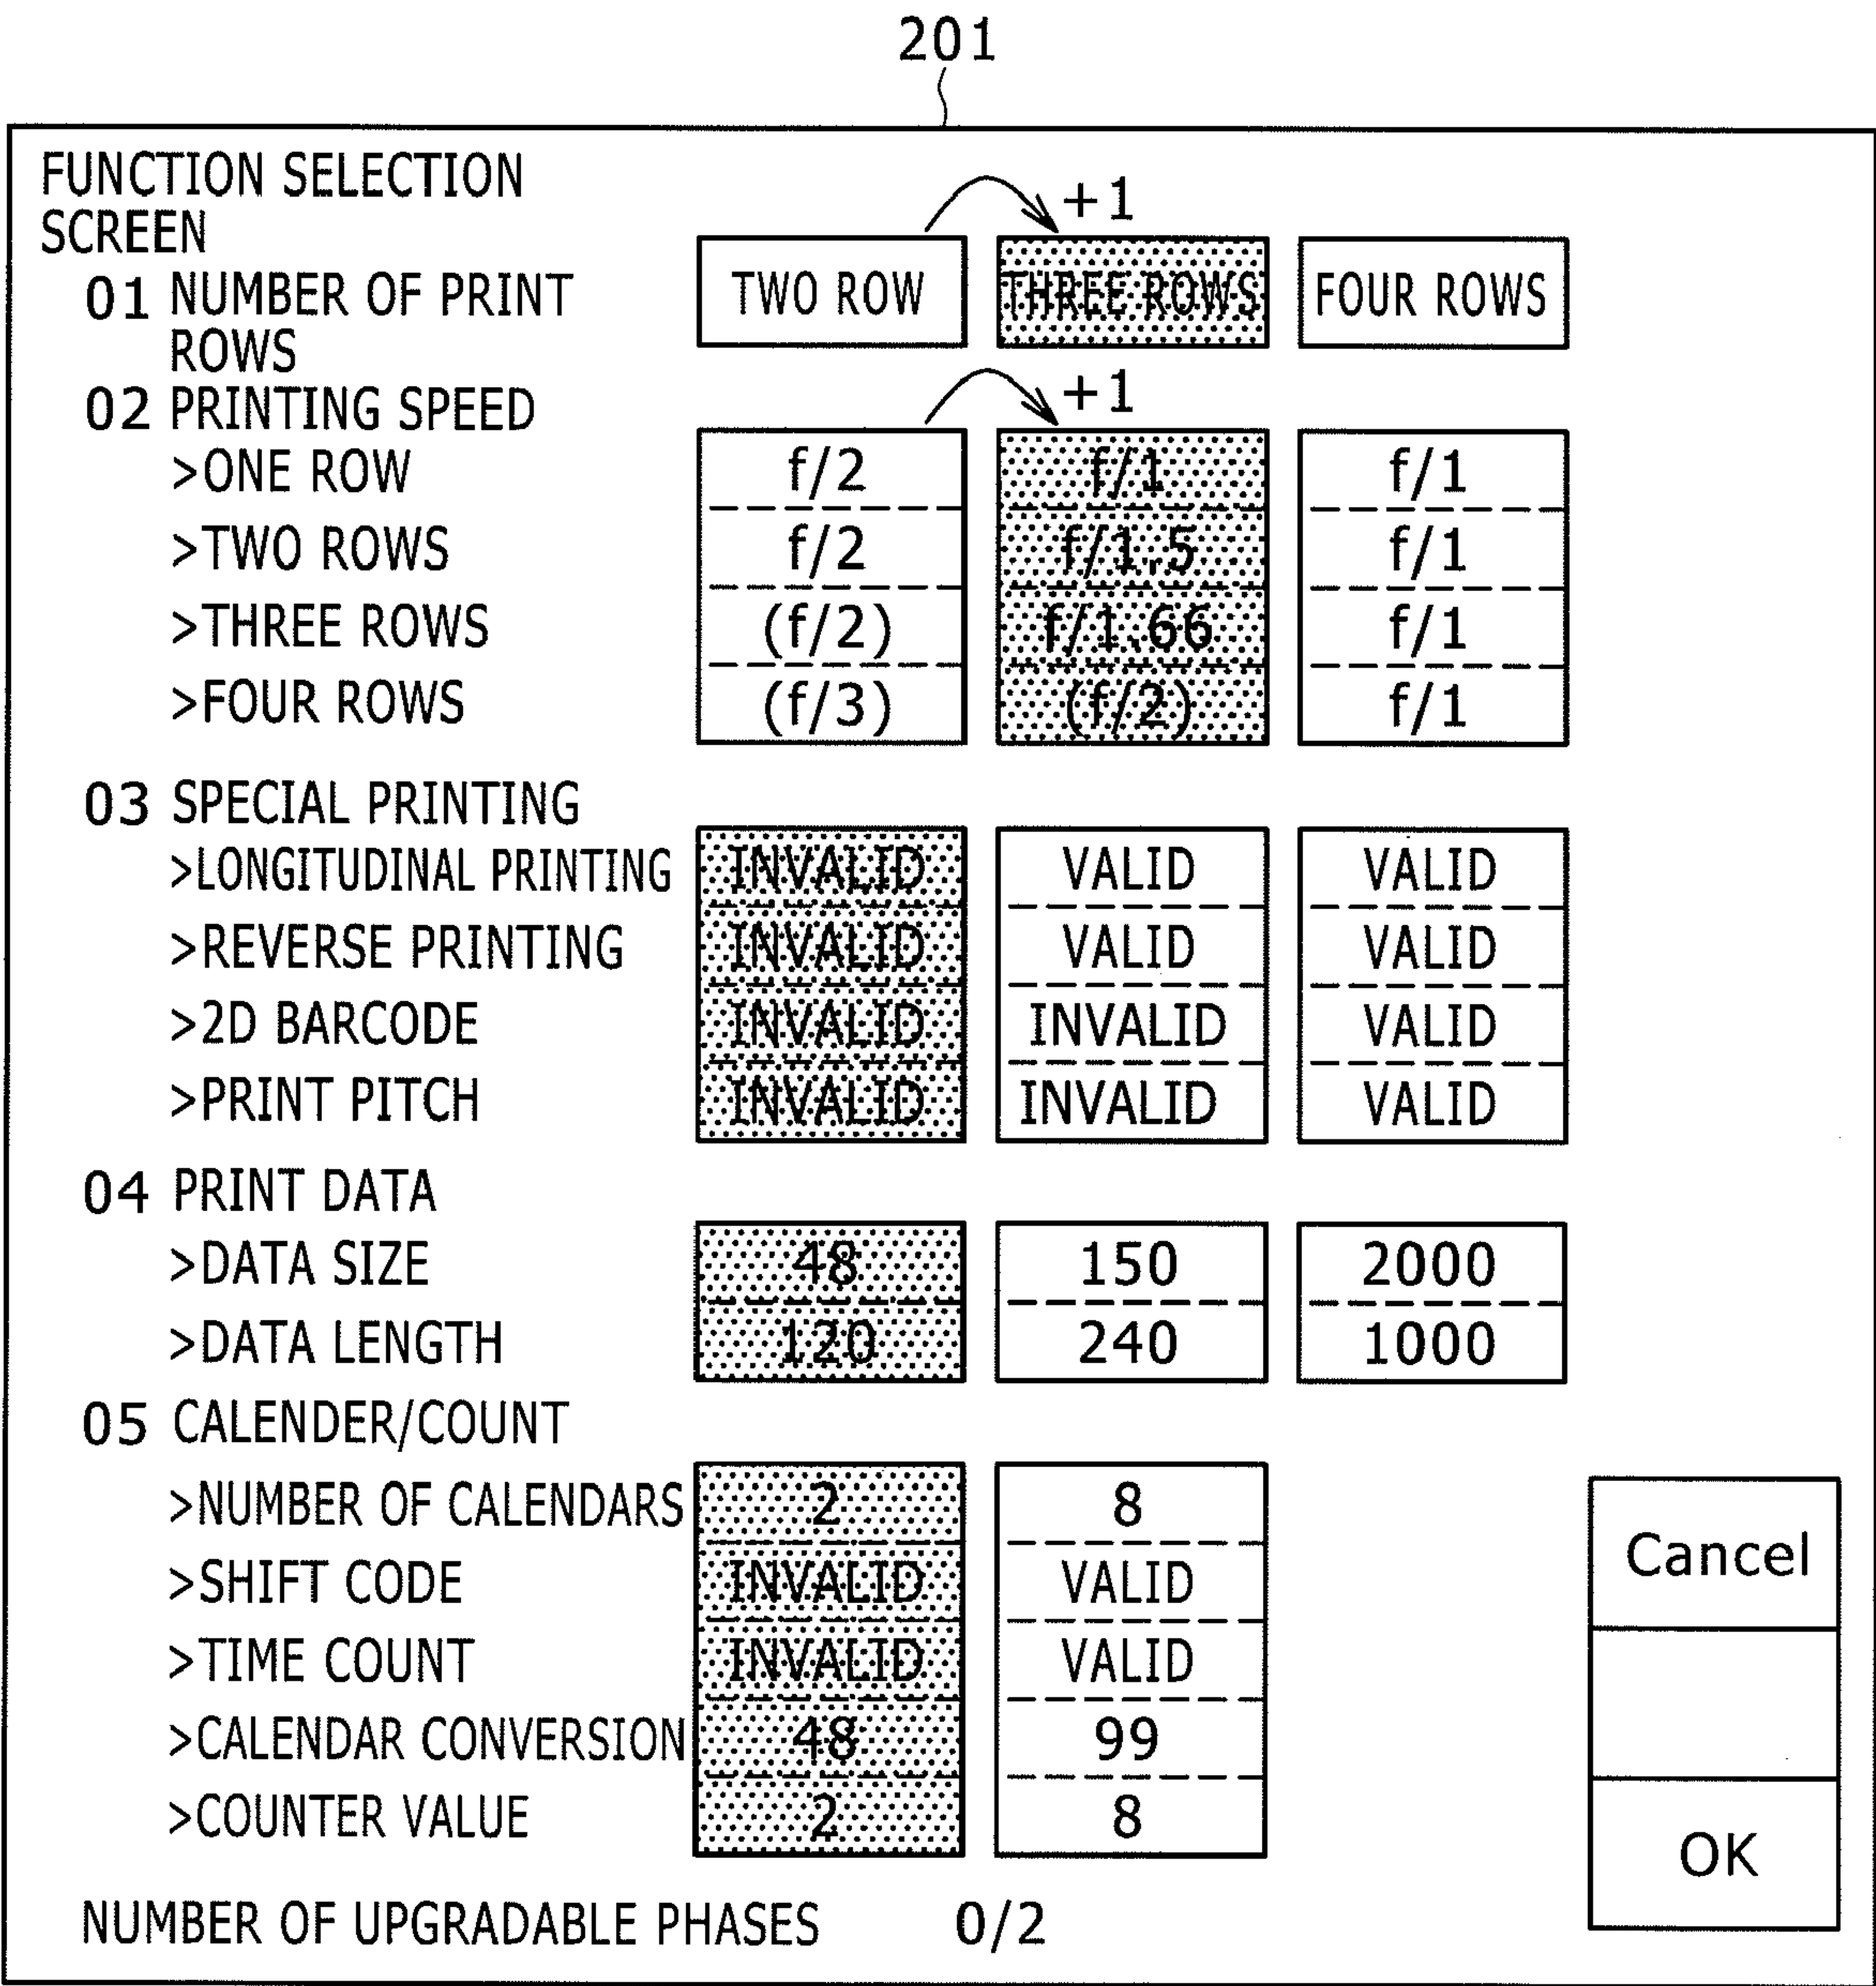 201
FUNCTION SELECTION
SCREEN
+1
01 NUMBER OF PRINT
ROWS
TWO ROW THREE ROWS FOUR ROWS
02 PRINTING SPEED
+1
>ONE ROW f/2 f/1 f/1
>TWO ROWS f/2 f/1.5 f/1
>THREE ROWS (f/2) f/1.66 f/1
>FOUR ROWS (f/3) (f/2) f/1
03 SPECIAL PRINTING
>LONGITUDINAL PRINTING INVALID VALID VALID
>REVERSE PRINTING INVALID VALID VALID
>2D BARCODE INVALID INVALID VALID
>PRINT PITCH INVALID INVALID VALID
04 PRINT DATA
>DATA SIZE 48 150 2000
>DATA LENGTH 120 240 1000
05 CALENDER/COUNT
>NUMBER OF CALENDARS 2 8
>SHIFT CODE INVALID VALID
>TIME COUNT INVALID VALID
>CALENDAR CONVERSION 48 99
>COUNTER VALUE 2 8
Cancel
OK
NUMBER OF UPGRADABLE PHASES 0/2